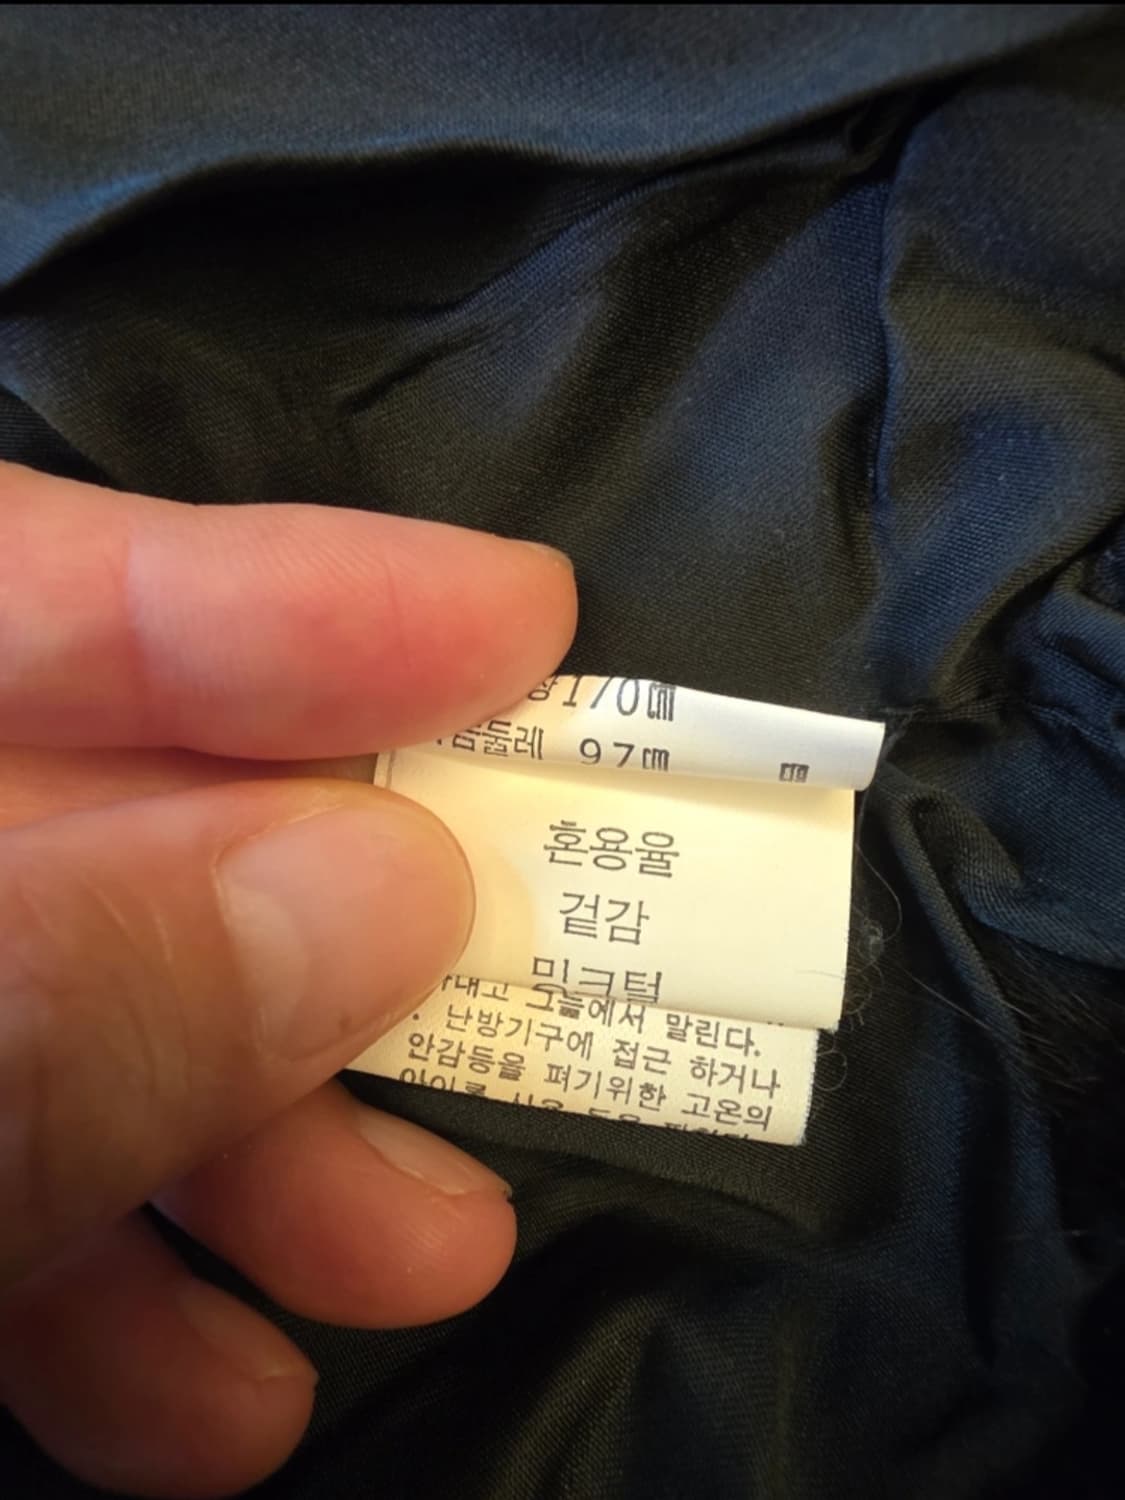 170㎝
둘레 97㎝
혼용율
겉감
밍크털
그늘에서 말린다.
• 난방기구에 접근 하거나
안감등을 펴기위한 고온의